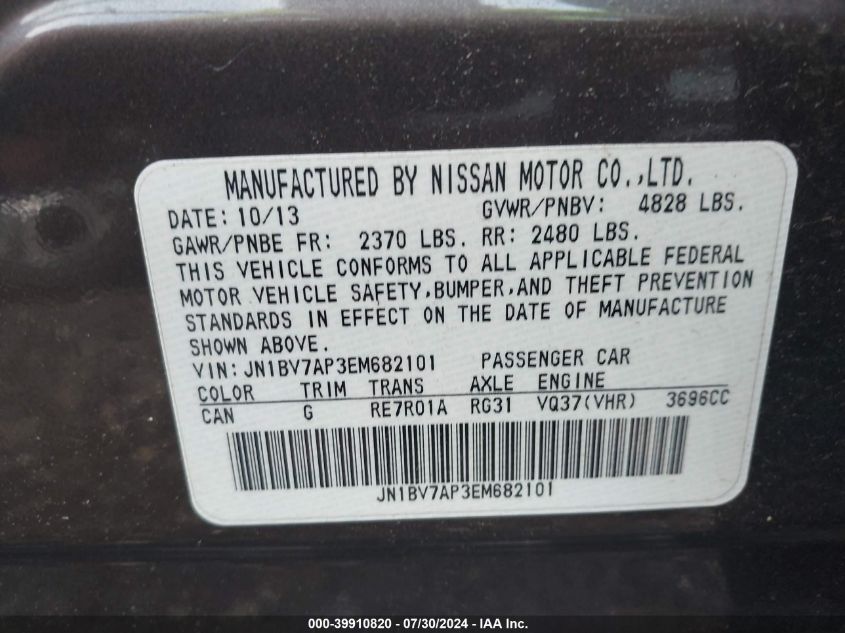 MANUFACTURED BY NISSAN MOTOR CO.,LTD.
DATE: 10/13 GVWR/PNBV: 4828 LBS.
GAWR/PNBE FR: 2370 LBS. RR: 2480 LBS.
THIS VEHICLE CONFORMS TO ALL APPLICABLE FEDERAL
MOTOR VEHICLE SAFETY,BUMPER,AND THEFT PREVENTION
STANDARDS IN EFFECT ON THE DATE OF MANUFACTURE
SHOWN ABOVE.
VIN: JN1BV7AP3EM682101 PASSENGER CAR
COLOR TRIM TRANS AXLE ENGINE
CAN G RE7R01A RG31 VQ37(VHR) 3696CC
JN1BV7AP3EM682101
000-39910820 - 07/30/2024 - IAA Inc.